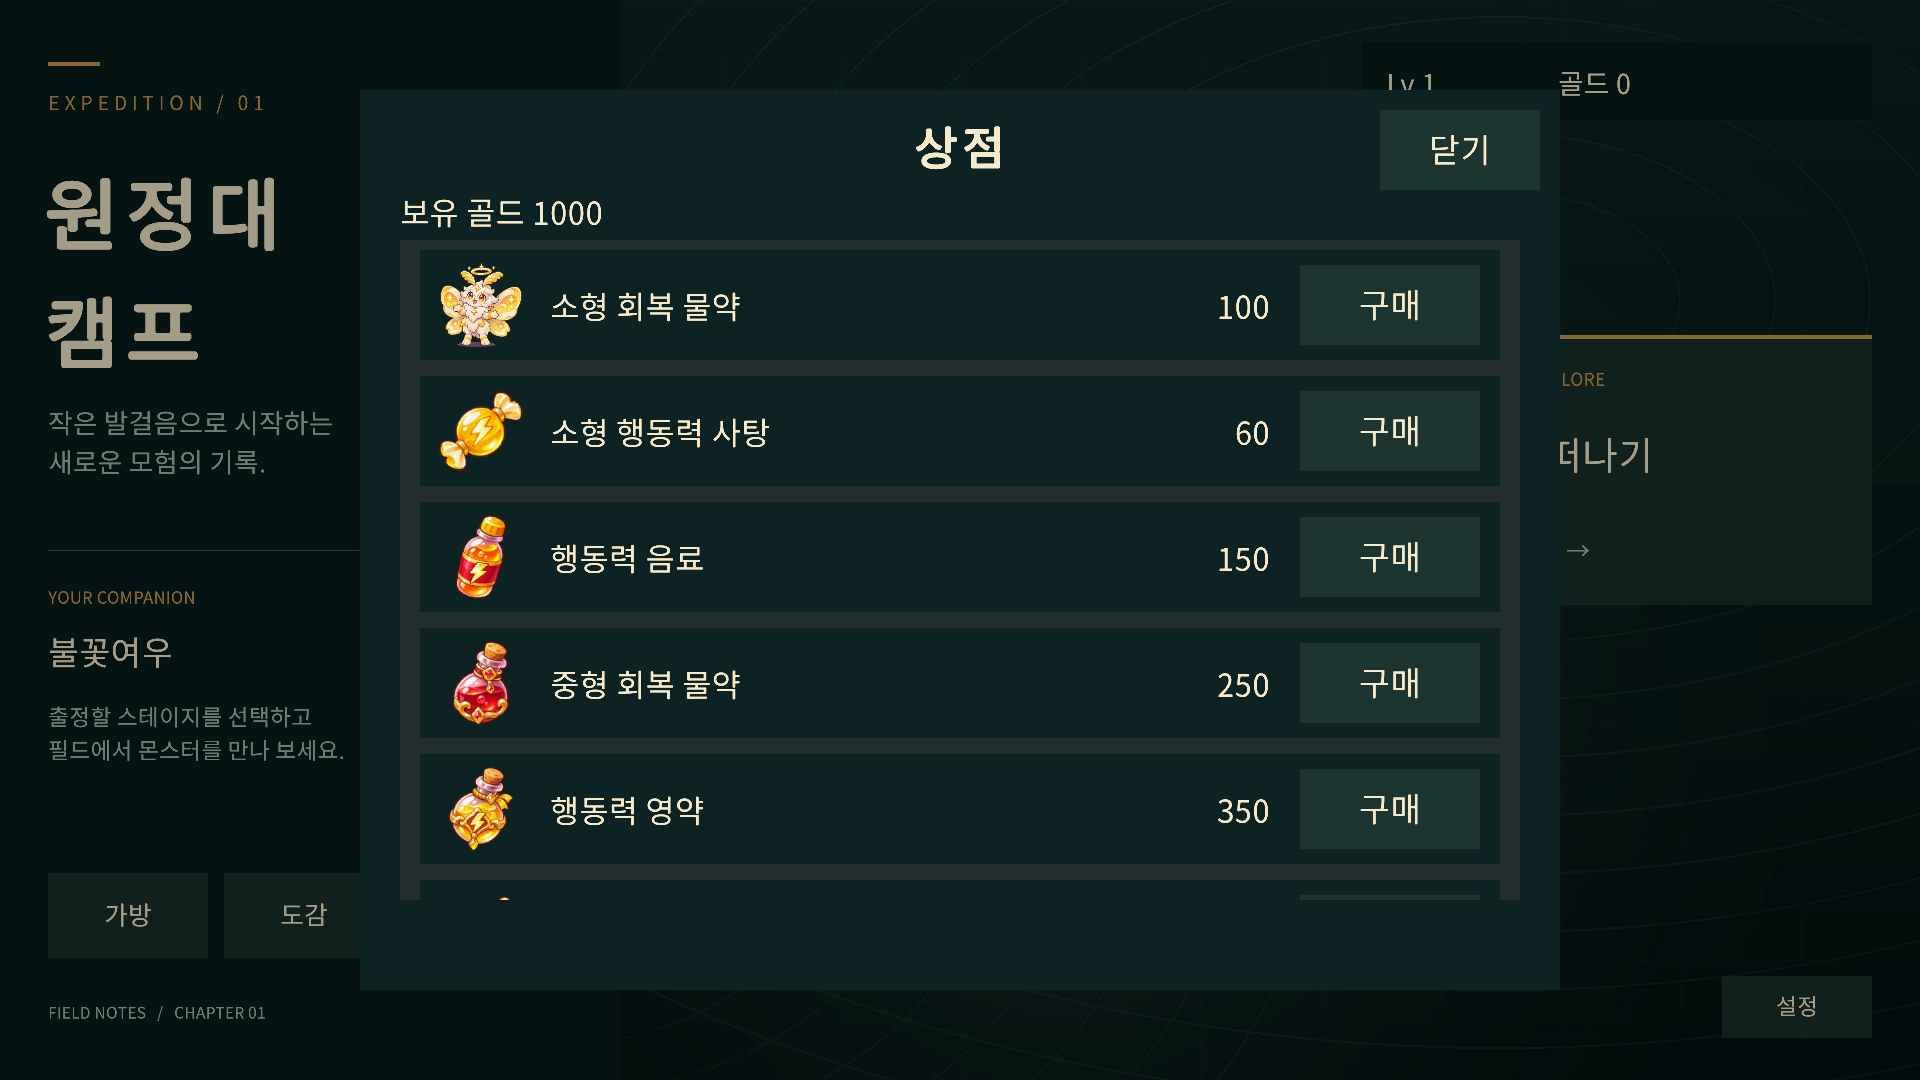 EXPEDITION / 01
원정대
캠프
작은 발걸음으로 시작하는
새로운 모험의 기록.
YOUR COMPANION
불꽃여우
출정할 스테이지를 선택하고
필드에서 몬스터를 만나 보세요.
가방
도감
FIELD NOTES / CHAPTER 01
Lv 1
골드 0
상점
닫기
보유 골드 1000
소형 회복 물약 100 구매
소형 행동력 사탕 60 구매
행동력 음료 150 구매
중형 회복 물약 250 구매
행동력 영약 350 구매
LORE
떠나기
→
설정